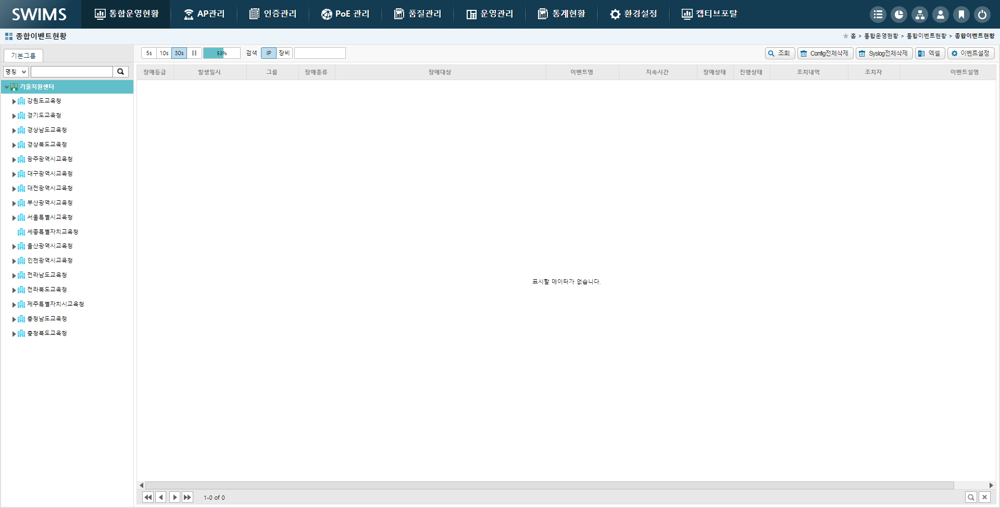 SWIMS 통합운영현황 AP관리 인증관리 PoE 관리 품질관리 운영관리 통계현황 환경설정 캡티브포탈
종합이벤트현황 홈 > 통합운영현황 > 통합이벤트현황 > 종합이벤트현황
기본그룹
5s 10s 30s 53% 검색 IP 장비 조회 Config전체삭제 Syslog전체삭제 엑셀 이벤트설정
명칭
장애등급 발생일시 그룹 장애종류 장애대상 이벤트명 지속시간 장애상태 진행상태 조치내역 조치자 이벤트설명
기술지원센터
강원도교육청
경기도교육청
경상남도교육청
경상북도교육청
광주광역시교육청
대구광역시교육청
대전광역시교육청
부산광역시교육청
서울특별시교육청
세종특별자치교육청
울산광역시교육청
인천광역시교육청
전라남도교육청
전라북도교육청
제주특별자치시교육청
충청남도교육청
충청북도교육청
표시할 데이터가 없습니다.
1-0 of 0